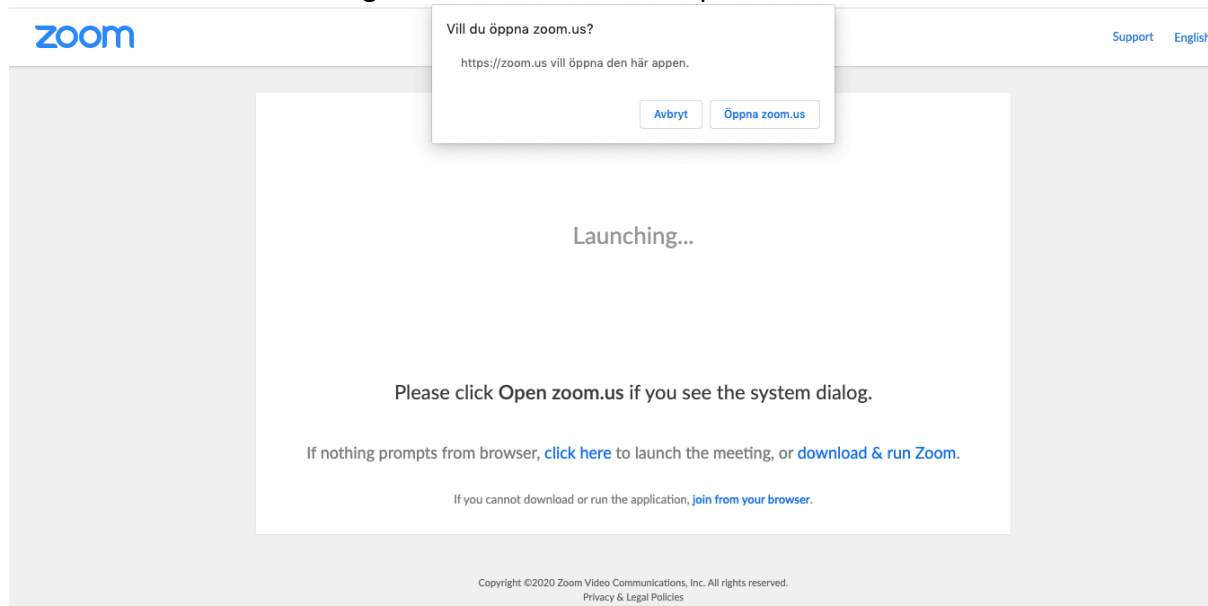 zoom
Vill du öppna zoom.us?
https://zoom.us vill öppna den här appen.
Avbryt
Öppna zoom.us
Support
English
Launching...
Please click Open zoom.us if you see the system dialog.
If nothing prompts from browser, click here to launch the meeting, or download & run Zoom.
If you cannot download or run the application, join from your browser.
Copyright ©2020 Zoom Video Communications, Inc. All rights reserved.
Privacy & Legal Policies